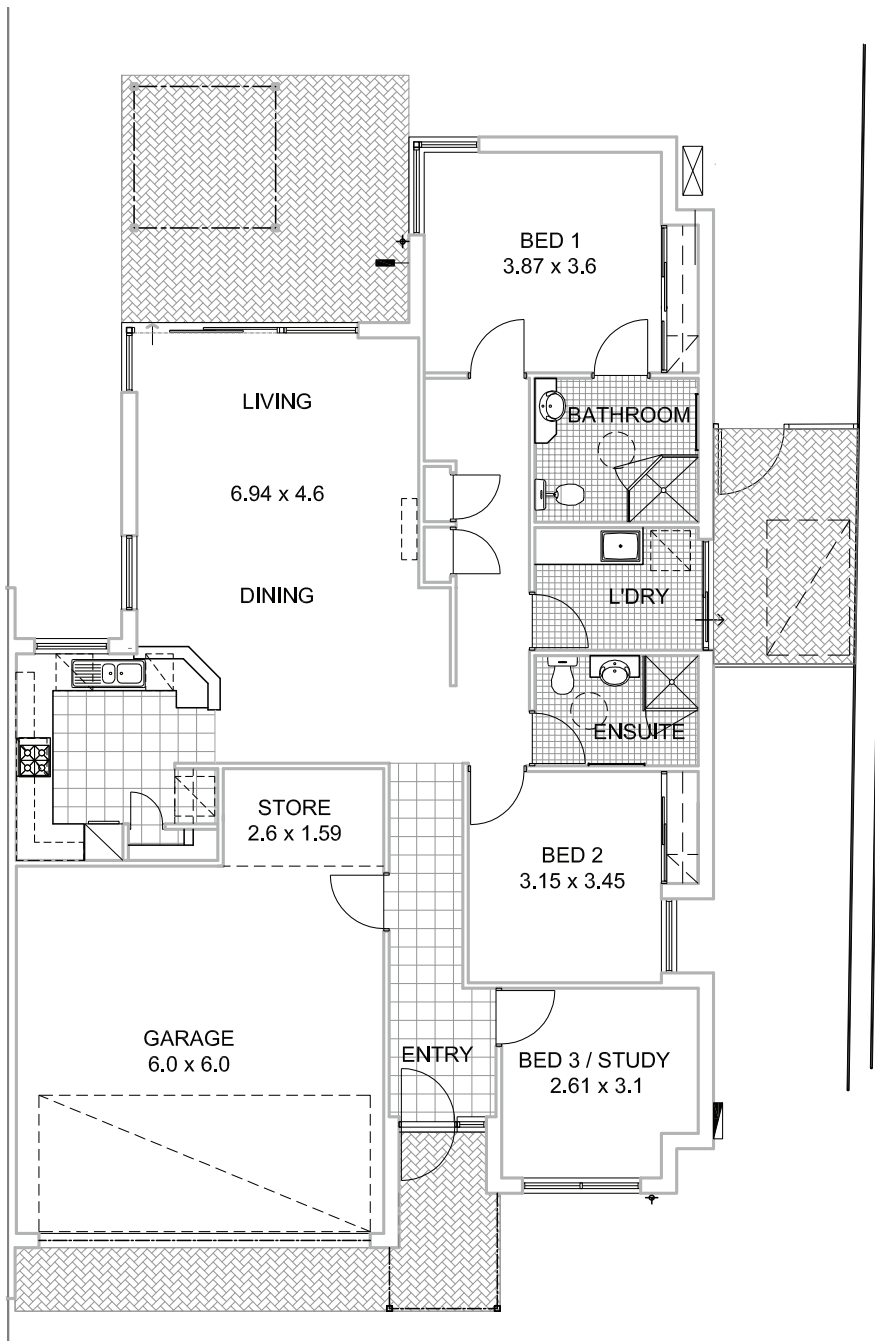 BED 1
3.87 x 3.6
LIVING
BATHROOM
6.94 x 4.6
DINING
L'DRY
ENSUITE
STORE
2.6 x 1.59
BED 2
3.15 x 3.45
GARAGE
6.0 x 6.0
ENTRY
BED 3 / STUDY
2.61 x 3.1